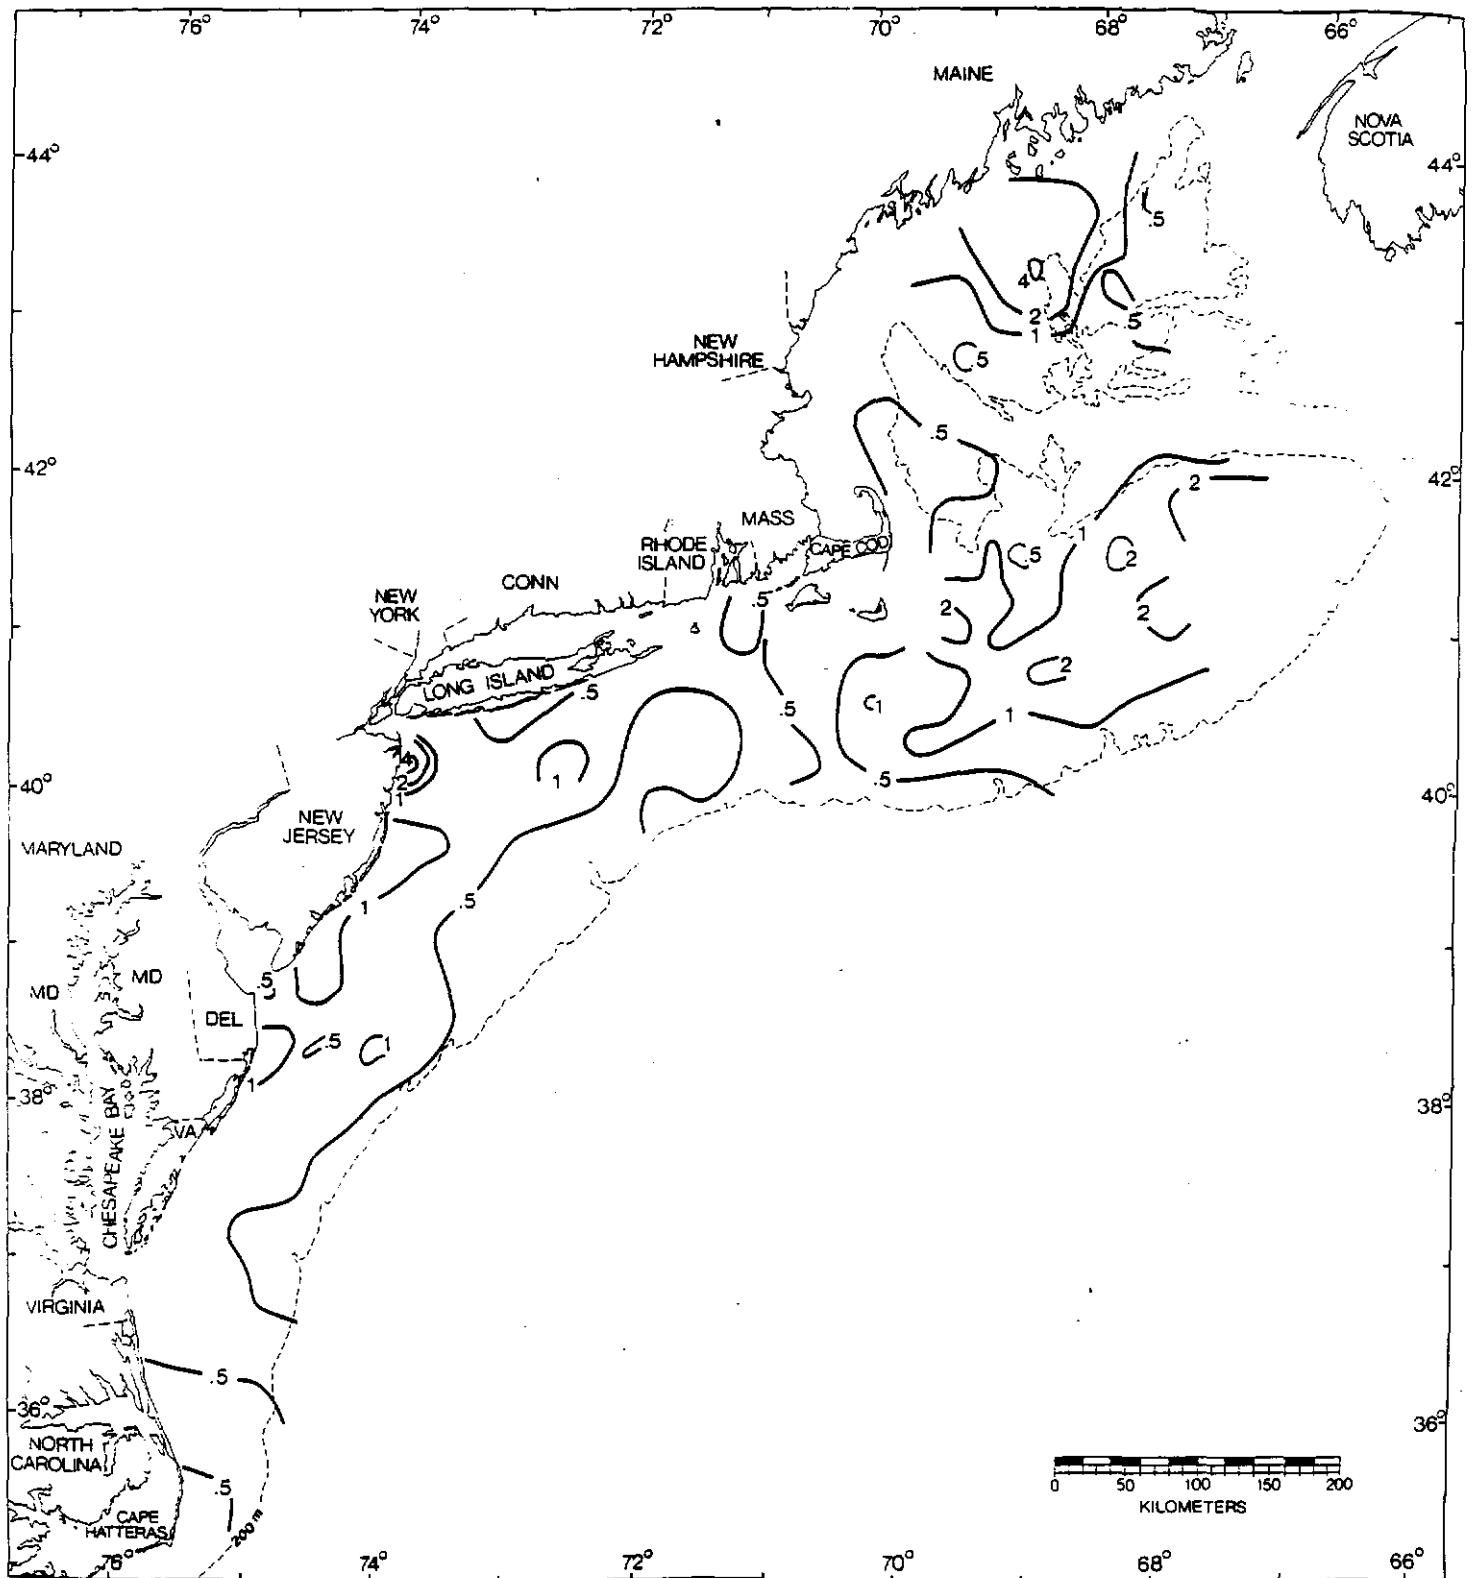 76° 74° 72° 70° 68° 66°
MAINE
NOVA
SCOTIA
44° 44°
.5
4
2
1
.5
NEW
HAMPSHIRE
.5
.5
42° 42°
2
MASS
RHODE
ISLAND
CAPE COD
1
.5
2
CONN
NEW
YORK
.5
2
2
LONG ISLAND
2
.5
.5
1
1
4
2
1
1
.5
40° 40°
NEW
JERSEY
MARYLAND
1
.5
MD
MD
.5
DEL
.5
1
1
38° 38°
CHESAPEAKE BAY
VA
VIRGINIA
.5
36° 36°
NORTH
CAROLINA
.5
CAPE
HATTERAS
200 m
0 50 100 150 200
KILOMETERS
76° 74° 72° 70° 68° 66°